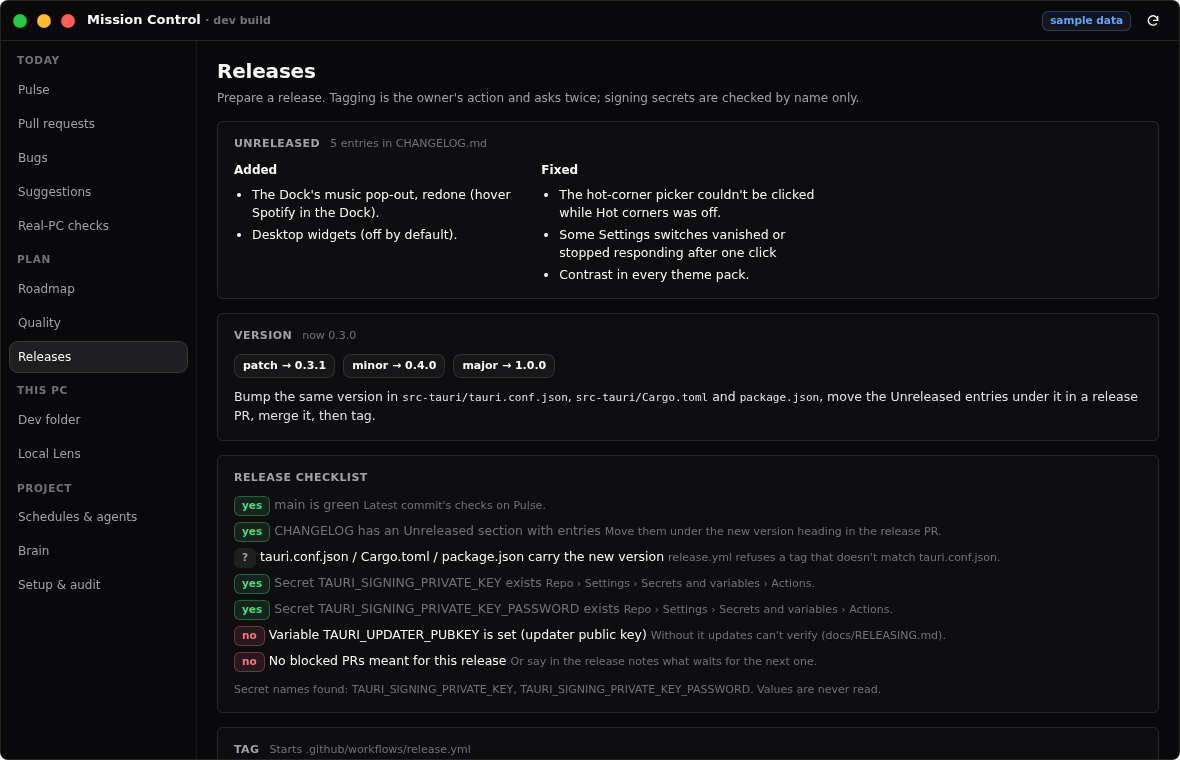 Mission Control · dev build
sample data
TODAY
Pulse
Pull requests
Bugs
Suggestions
Real-PC checks
PLAN
Roadmap
Quality
Releases
THIS PC
Dev folder
Local Lens
PROJECT
Schedules & agents
Brain
Setup & audit
Releases
Prepare a release. Tagging is the owner's action and asks twice; signing secrets are checked by name only.
UNRELEASED 5 entries in CHANGELOG.md
Added
• The Dock's music pop-out, redone (hover
Spotify in the Dock).
• Desktop widgets (off by default).
Fixed
• The hot-corner picker couldn't be clicked
while Hot corners was off.
• Some Settings switches vanished or
stopped responding after one click
• Contrast in every theme pack.
VERSION now 0.3.0
patch → 0.3.1 minor → 0.4.0 major → 1.0.0
Bump the same version in src-tauri/tauri.conf.json, src-tauri/Cargo.toml and package.json, move the Unreleased entries under it in a release
PR, merge it, then tag.
RELEASE CHECKLIST
yes main is green Latest commit's checks on Pulse.
yes CHANGELOG has an Unreleased section with entries Move them under the new version heading in the release PR.
? tauri.conf.json / Cargo.toml / package.json carry the new version release.yml refuses a tag that doesn't match tauri.conf.json.
yes Secret TAURI_SIGNING_PRIVATE_KEY exists Repo › Settings › Secrets and variables › Actions.
yes Secret TAURI_SIGNING_PRIVATE_KEY_PASSWORD exists Repo › Settings › Secrets and variables › Actions.
no Variable TAURI_UPDATER_PUBKEY is set (updater public key) Without it updates can't verify (docs/RELEASING.md).
no No blocked PRs meant for this release Or say in the release notes what waits for the next one.
Secret names found: TAURI_SIGNING_PRIVATE_KEY, TAURI_SIGNING_PRIVATE_KEY_PASSWORD. Values are never read.
TAG Starts .github/workflows/release.yml